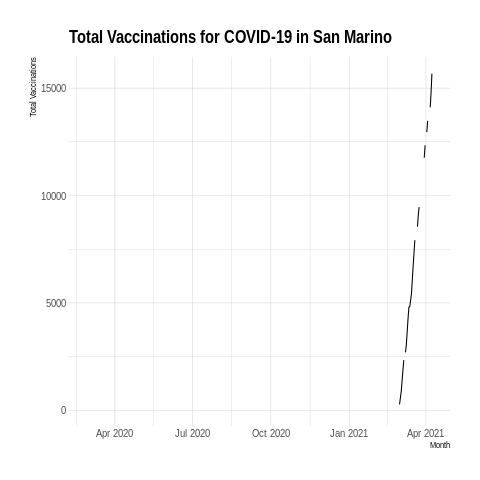 Total Vaccinations for COVID-19 in San Marino
Total Vaccinations
15000
10000
5000
0
Apr 2020 Jul 2020 Oct 2020 Jan 2021 Apr 2021
Month